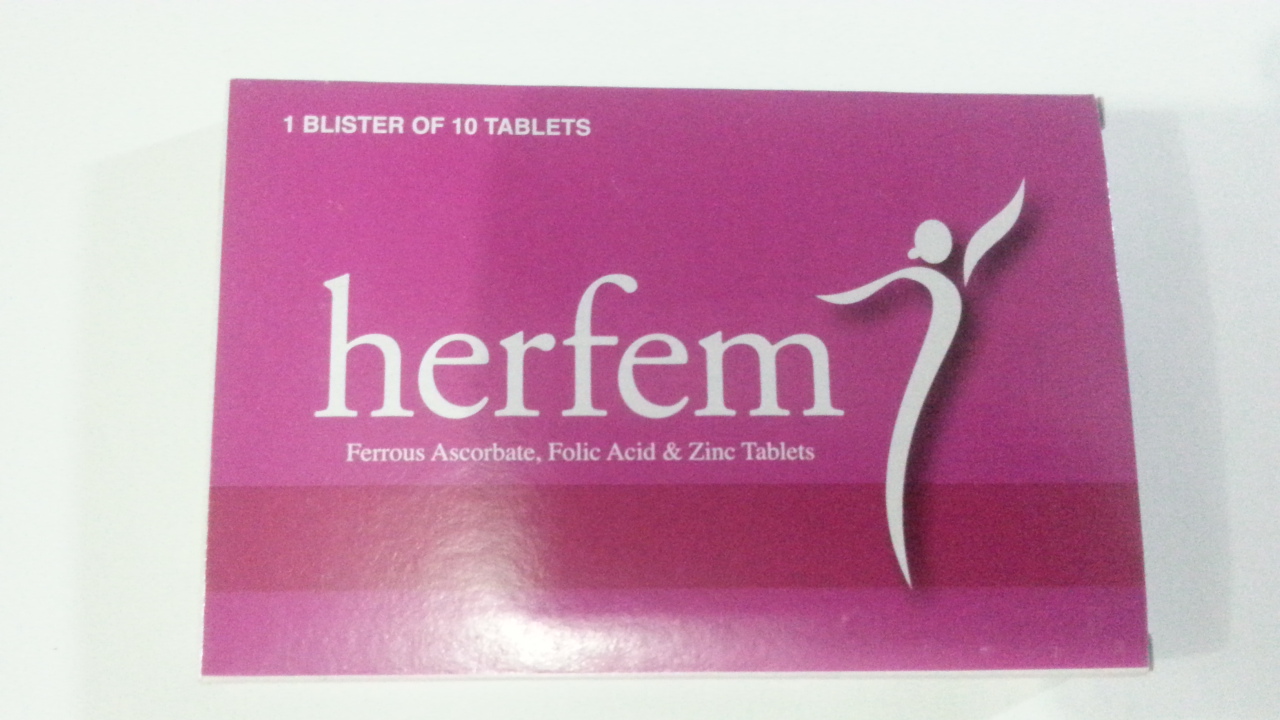 1 BLISTER OF 10 TABLETS
herfem
Ferrous Ascorbate, Folic Acid & Zinc Tablets